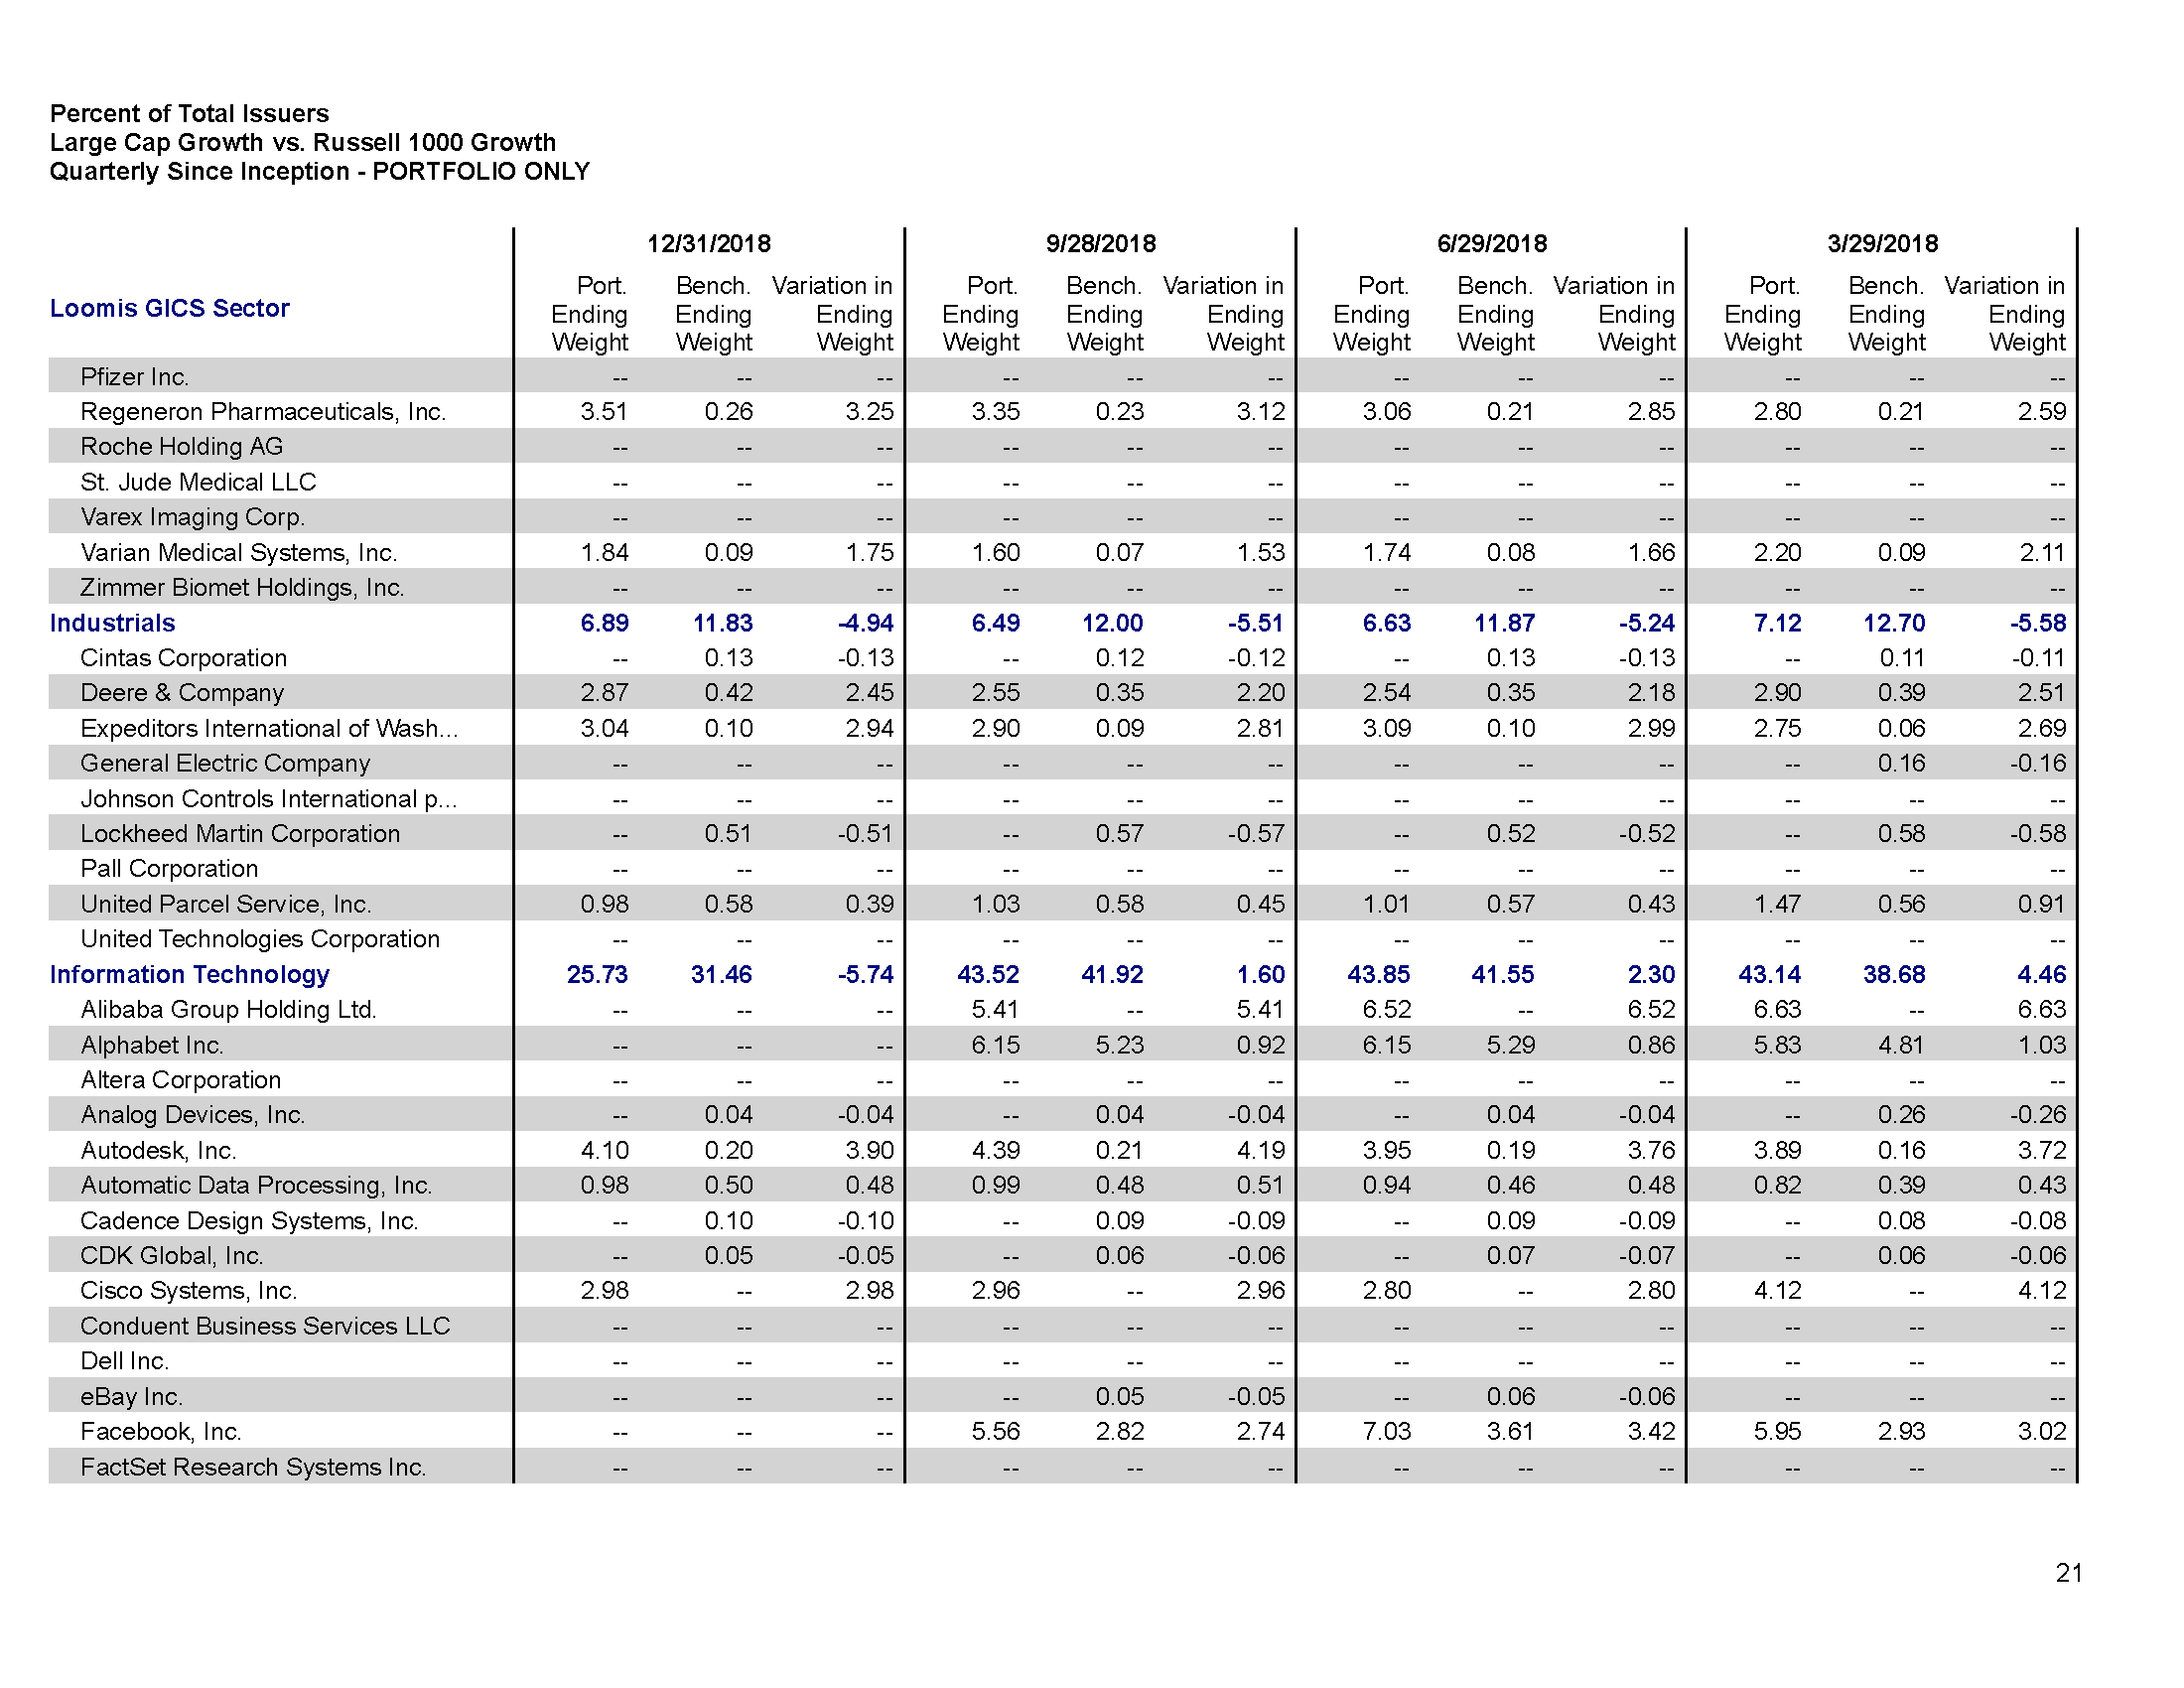 Percent of Total Issuers
Large Cap Growth vs. Russell 1000 Growth
Quarterly Since Inception - PORTFOLIO ONLY
12/31/2018 9/28/2018 6/29/2018 3/29/2018
Port. Bench. Variation in Port. Bench. Variation in Port. Bench. Variation in Port. Bench. Variation in
Loomis GICS Sector Ending Ending Ending Ending Ending Ending Ending Ending Ending Ending Ending Ending
Weight Weight Weight Weight Weight Weight Weight Weight Weight Weight Weight Weight
Pfizer Inc. -- -- -- -- -- -- -- -- -- -- -- --
Regeneron Pharmaceuticals, Inc. 3.51 0.26 3.25 3.35 0.23 3.12 3.06 0.21 2.85 2.80 0.21 2.59
Roche Holding AG -- -- -- -- -- -- -- -- -- -- -- --
St. Jude Medical LLC -- -- -- -- -- -- -- -- -- -- -- --
Varex Imaging Corp. -- -- -- -- -- -- -- -- -- -- -- --
Varian Medical Systems, Inc. 1.84 0.09 1.75 1.60 0.07 1.53 1.74 0.08 1.66 2.20 0.09 2.11
Zimmer Biomet Holdings, Inc. -- -- -- -- -- -- -- -- -- -- -- --
Industrials 6.89 11.83 -4.94 6.49 12.00 -5.51 6.63 11.87 -5.24 7.12 12.70 -5.58
Cintas Corporation -- 0.13 -0.13 -- 0.12 -0.12 -- 0.13 -0.13 -- 0.11 -0.11
Deere & Company 2.87 0.42 2.45 2.55 0.35 2.20 2.54 0.35 2.18 2.90 0.39 2.51
Expeditors International of Wash... 3.04 0.10 2.94 2.90 0.09 2.81 3.09 0.10 2.99 2.75 0.06 2.69
General Electric Company -- -- -- -- -- -- -- -- -- -- 0.16 -0.16
Johnson Controls International p... -- -- -- -- -- -- -- -- -- -- -- --
Lockheed Martin Corporation -- 0.51 -0.51 -- 0.57 -0.57 -- 0.52 -0.52 -- 0.58 -0.58
Pall Corporation -- -- -- -- -- -- -- -- -- -- -- --
United Parcel Service, Inc. 0.98 0.58 0.39 1.03 0.58 0.45 1.01 0.57 0.43 1.47 0.56 0.91
United Technologies Corporation -- -- -- -- -- -- -- -- -- -- -- --
Information Technology 25.73 31.46 -5.74 43.52 41.92 1.60 43.85 41.55 2.30 43.14 38.68 4.46
Alibaba Group Holding Ltd. -- -- -- 5.41 -- 5.41 6.52 -- 6.52 6.63 -- 6.63
Alphabet Inc. -- -- -- 6.15 5.23 0.92 6.15 5.29 0.86 5.83 4.81 1.03
Altera Corporation -- -- -- -- -- -- -- -- -- -- -- --
Analog Devices, Inc. -- 0.04 -0.04 -- 0.04 -0.04 -- 0.04 -0.04 -- 0.26 -0.26
Autodesk, Inc. 4.10 0.20 3.90 4.39 0.21 4.19 3.95 0.19 3.76 3.89 0.16 3.72
Automatic Data Processing, Inc. 0.98 0.50 0.48 0.99 0.48 0.51 0.94 0.46 0.48 0.82 0.39 0.43
Cadence Design Systems, Inc. -- 0.10 -0.10 -- 0.09 -0.09 -- 0.09 -0.09 -- 0.08 -0.08
CDK Global, Inc. -- 0.05 -0.05 -- 0.06 -0.06 -- 0.07 -0.07 -- 0.06 -0.06
Cisco Systems, Inc. 2.98 -- 2.98 2.96 -- 2.96 2.80 -- 2.80 4.12 -- 4.12
Conduent Business Services LLC -- -- -- -- -- -- -- -- -- -- -- --
Dell Inc. -- -- -- -- -- -- -- -- -- -- -- --
eBay Inc. -- -- -- -- 0.05 -0.05 -- 0.06 -0.06 -- -- --
Facebook, Inc. -- -- -- 5.56 2.82 2.74 7.03 3.61 3.42 5.95 2.93 3.02
FactSet Research Systems Inc. -- -- -- -- -- -- -- -- -- -- -- --
21